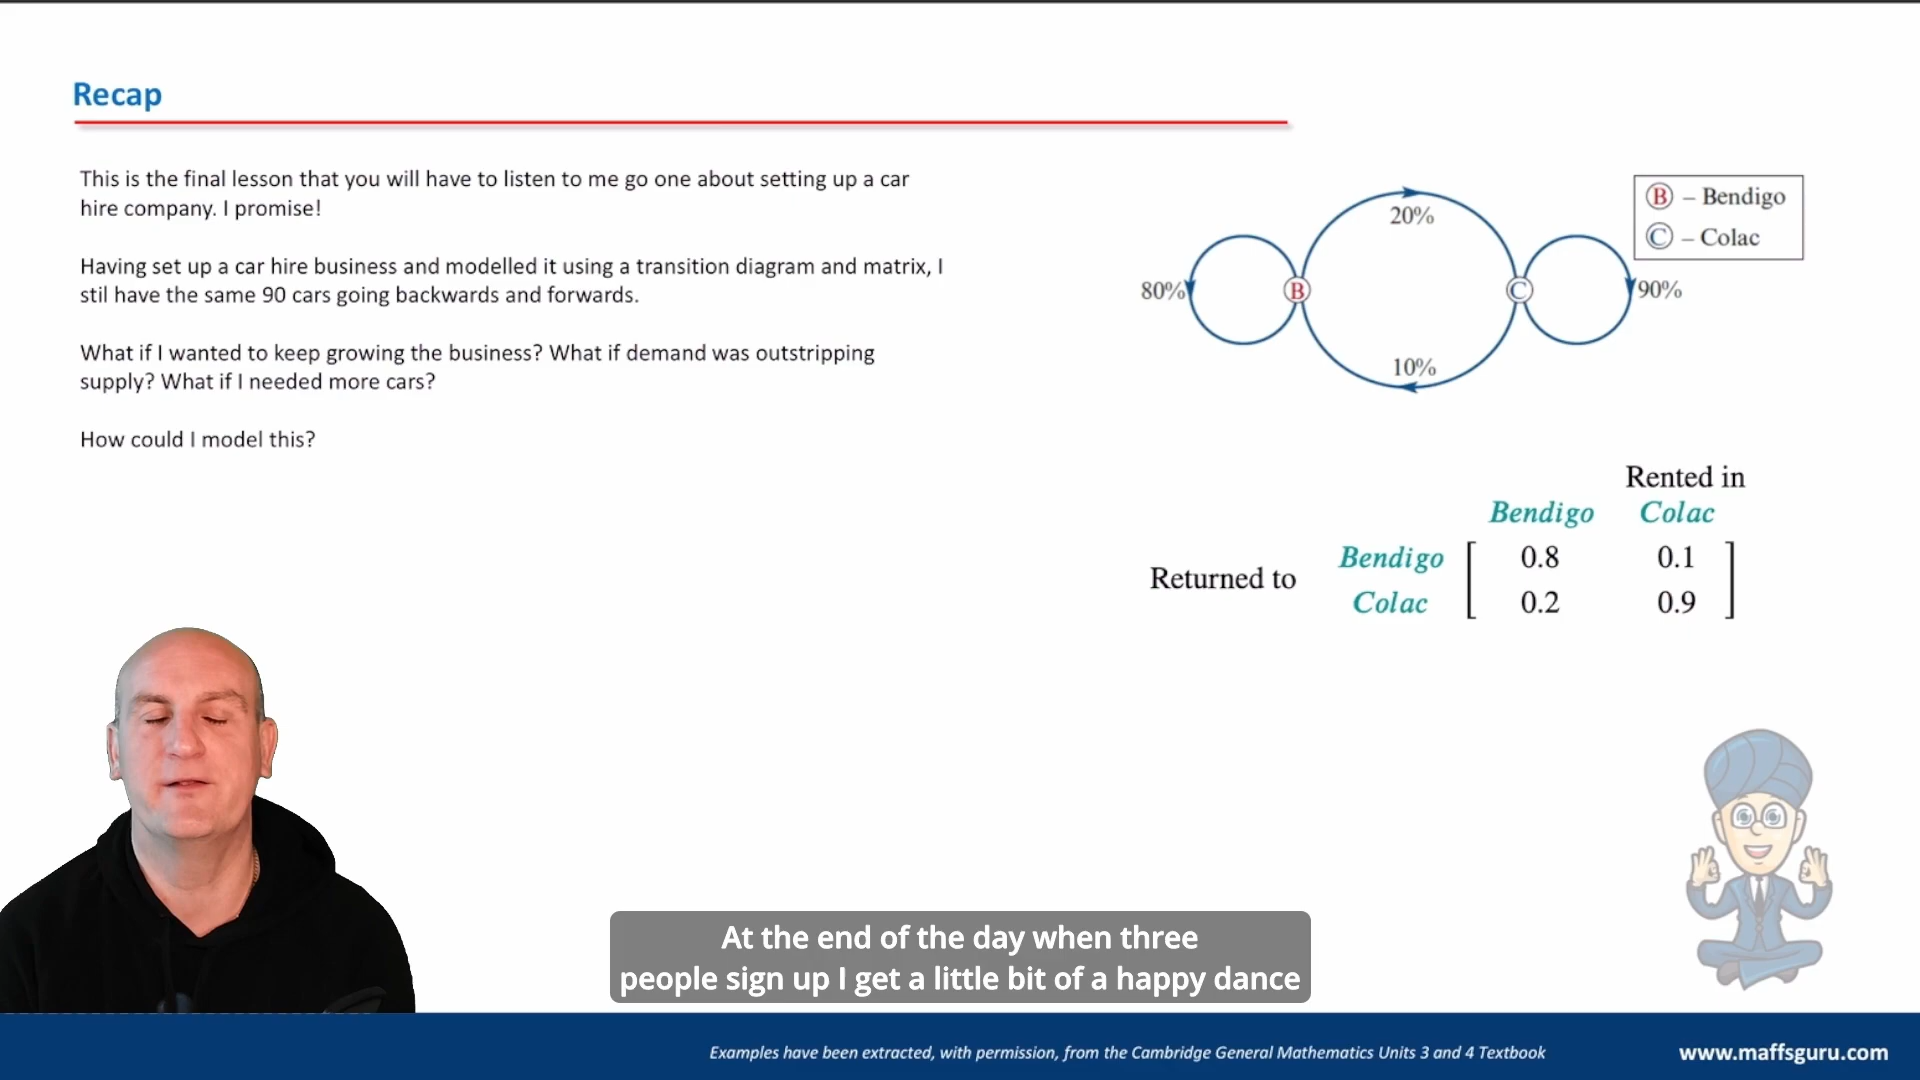 Recap
This is the final lesson that you will have to listen to me go one about setting up a car
hire company. I promise!
Having set up a car hire business and modelled it using a transition diagram and matrix, I
stil have the same 90 cars going backwards and forwards.
What if I wanted to keep growing the business? What if demand was outstripping
supply? What if I needed more cars?
How could I model this?
B – Bendigo
C – Colac
20%
80%
B
C
90%
10%
Rented in
Bendigo Colac
Returned to
Bendigo 0.8 0.1
Colac 0.2 0.9
At the end of the day when three
people sign up I get a little bit of a happy dance
Examples have been extracted, with permission, from the Cambridge General Mathematics Units 3 and 4 Textbook
www.maffsguru.com